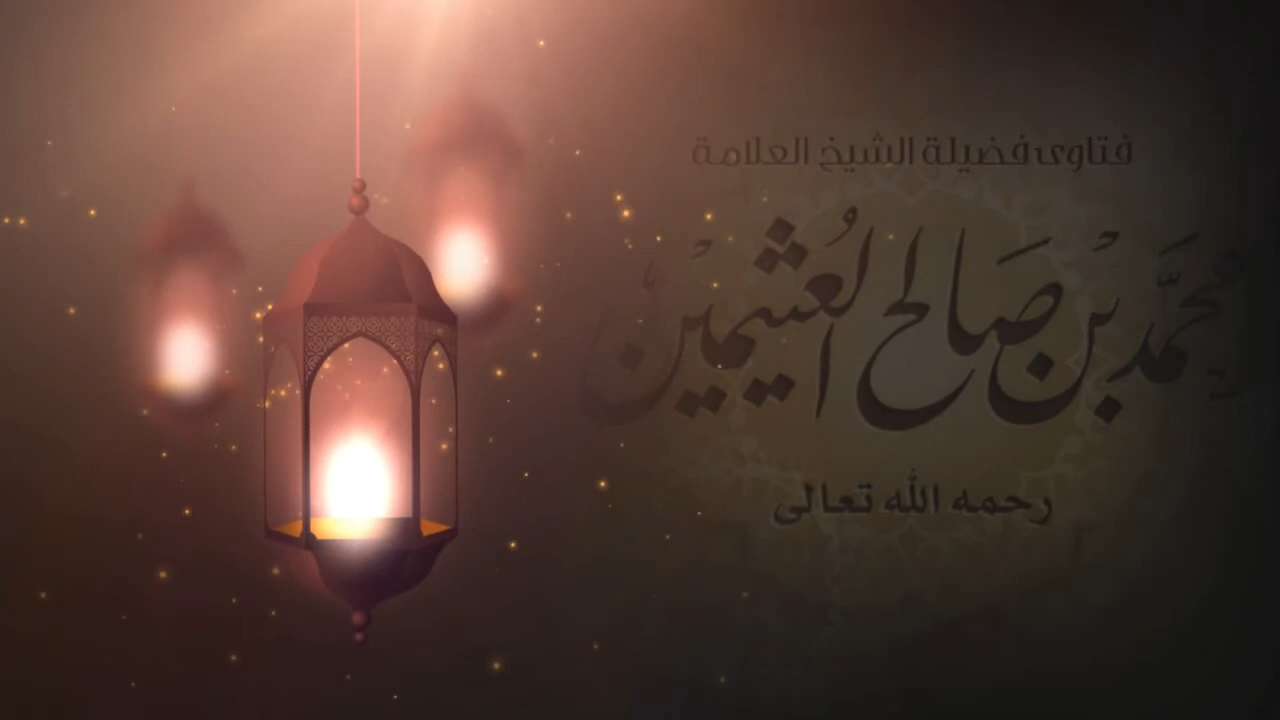 فتاوى فضيلة الشيخ العلامة
محمد بن صالح العثيمين
رحمه الله تعالى